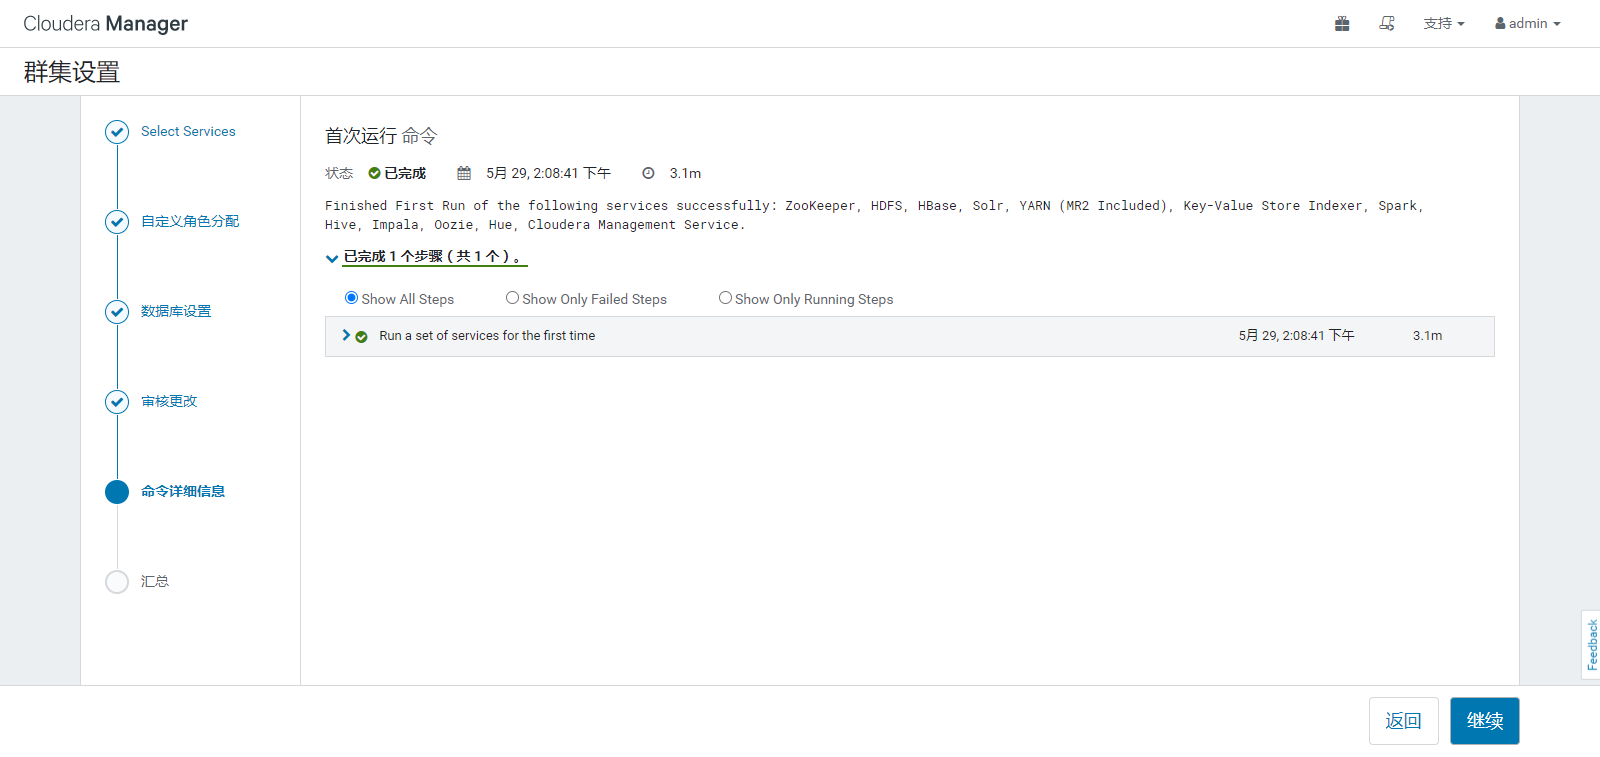 Cloudera Manager
支持
admin
群集设置
Select Services
自定义角色分配
数据库设置
审核更改
命令详细信息
汇总
首次运行 命令
状态 已完成 5月 29, 2:08:41 下午 3.1m
Finished First Run of the following services successfully: ZooKeeper, HDFS, HBase, Solr, YARN (MR2 Included), Key-Value Store Indexer, Spark,
Hive, Impala, Oozie, Hue, Cloudera Management Service.
已完成 1 个步骤（共 1 个）。
Show All Steps Show Only Failed Steps Show Only Running Steps
Run a set of services for the first time 5月 29, 2:08:41 下午 3.1m
Feedback
返回
继续